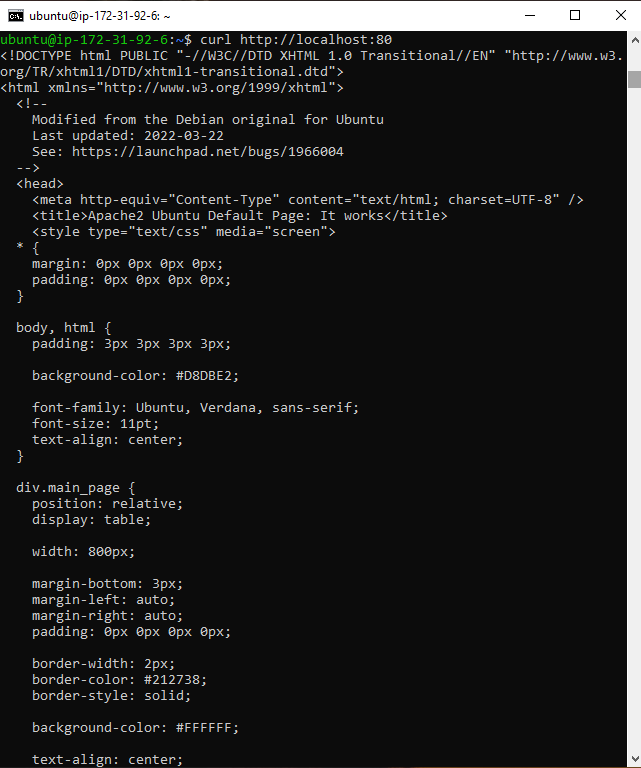 ubuntu@ip-172-31-92-6: ~
ubuntu@ip-172-31-92-6:~$ curl http://localhost:80
<!DOCTYPE html PUBLIC "-//W3C//DTD XHTML 1.0 Transitional//EN" "http://www.w3.
org/TR/xhtml1/DTD/xhtml1-transitional.dtd">
<html xmlns="http://www.w3.org/1999/xhtml">
  <!--
    Modified from the Debian original for Ubuntu
    Last updated: 2022-03-22
    See: https://launchpad.net/bugs/1966004
  -->
  <head>
    <meta http-equiv="Content-Type" content="text/html; charset=UTF-8" />
    <title>Apache2 Ubuntu Default Page: It works</title>
    <style type="text/css" media="screen">
  * {
    margin: 0px 0px 0px 0px;
    padding: 0px 0px 0px 0px;
  }

  body, html {
    padding: 3px 3px 3px 3px;

    background-color: #D8DBE2;

    font-family: Ubuntu, Verdana, sans-serif;
    font-size: 11pt;
    text-align: center;
  }

  div.main_page {
    position: relative;
    display: table;

    width: 800px;

    margin-bottom: 3px;
    margin-left: auto;
    margin-right: auto;
    padding: 0px 0px 0px 0px;

    border-width: 2px;
    border-color: #212738;
    border-style: solid;

    background-color: #FFFFFF;

    text-align: center;